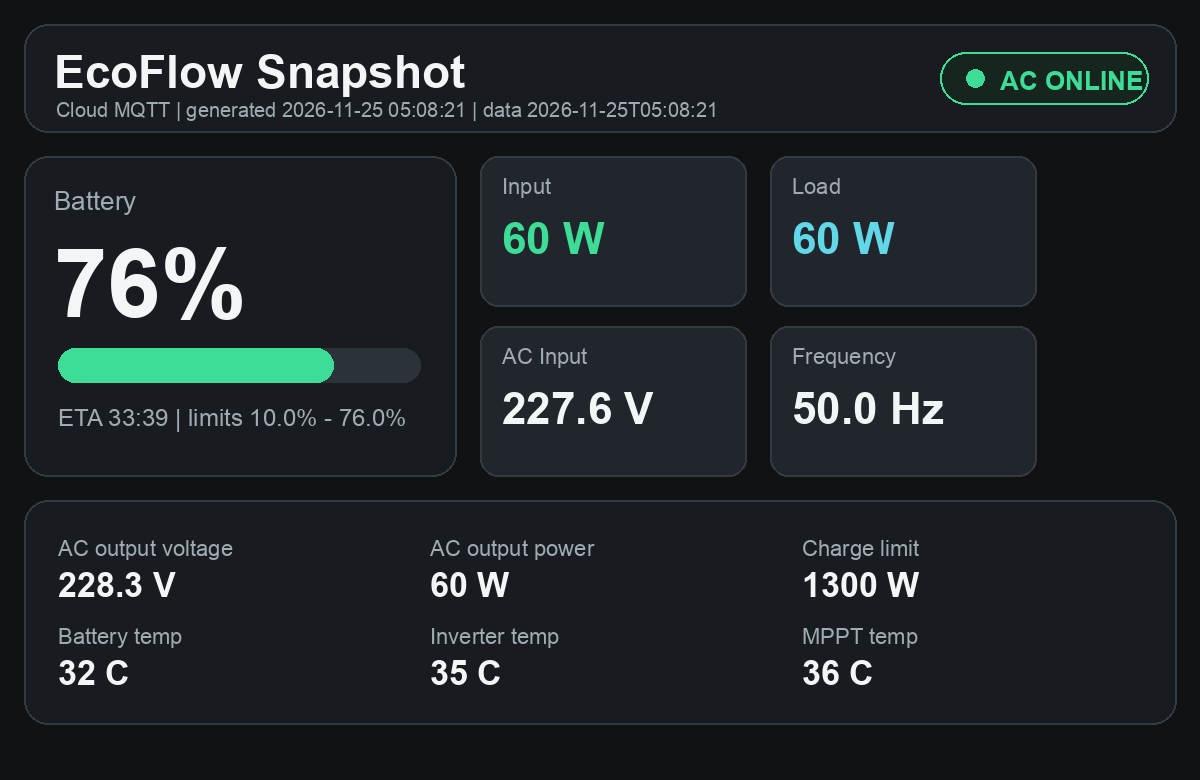 EcoFlow Snapshot
AC ONLINE
Cloud MQTT | generated 2026-11-25 05:08:21 | data 2026-11-25T05:08:21
Battery
76%
ETA 33:39 | limits 10.0% - 76.0%
Input
60 W
Load
60 W
AC Input
227.6 V
Frequency
50.0 Hz
AC output voltage
228.3 V
AC output power
60 W
Charge limit
1300 W
Battery temp
32 C
Inverter temp
35 C
MPPT temp
36 C